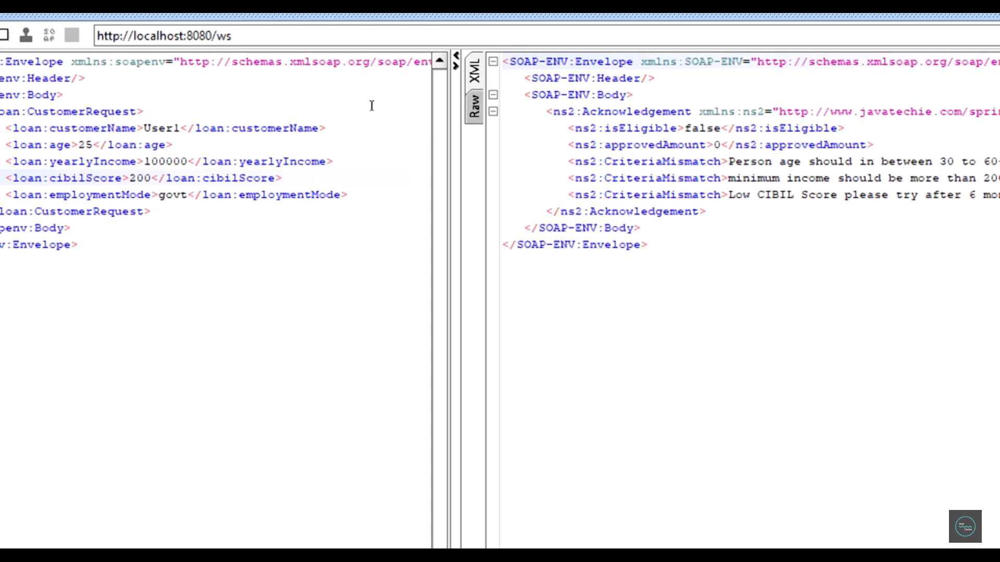 http://localhost:8080/ws
:Envelope xmlns:soapenv="http://schemas.xmlsoap.org/soap/env
env:Header/>
env:Body>
oan:CustomerRequest>
<loan:customerName>User1</loan:customerName>
<loan:age>25</loan:age>
<loan:yearlyIncome>100000</loan:yearlyIncome>
<loan:cibilScore>200</loan:cibilScore>
<loan:employmentMode>govt</loan:employmentMode>
loan:CustomerRequest>
penv:Body>
v:Envelope>
XML
Raw
<SOAP-ENV:Envelope xmlns:SOAP-ENV="http://schemas.xmlsoap.org/soap/en
<SOAP-ENV:Header/>
<SOAP-ENV:Body>
<ns2:Acknowledgement xmlns:ns2="http://www.javatechie.com/sprin
<ns2:isEligible>false</ns2:isEligible>
<ns2:approvedAmount>0</ns2:approvedAmount>
<ns2:CriteriaMismatch>Person age should in between 30 to 60<
<ns2:CriteriaMismatch>minimum income should be more than 200
<ns2:CriteriaMismatch>Low CIBIL Score please try after 6 mon
</ns2:Acknowledgement>
</SOAP-ENV:Body>
</SOAP-ENV:Envelope>
Java
Techie